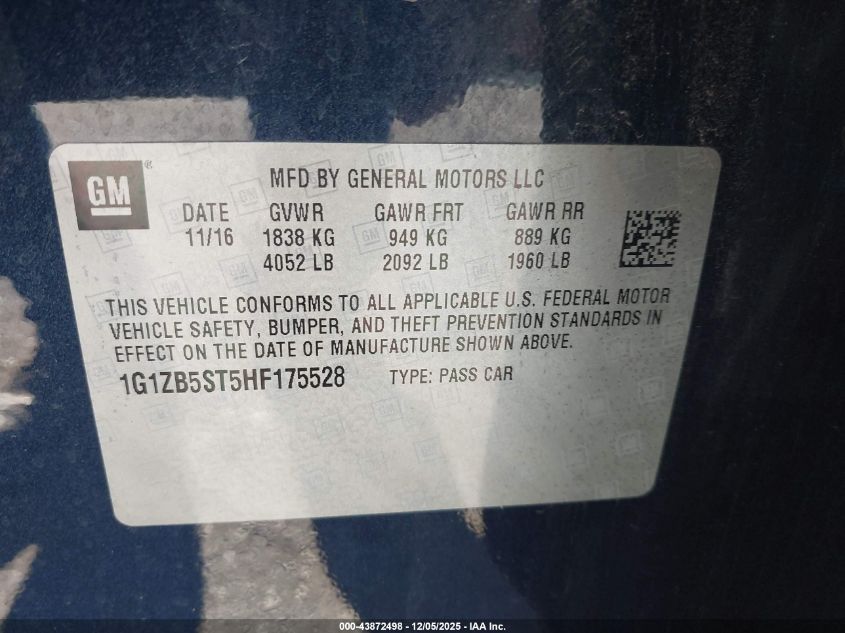 GM ®
MFD BY GENERAL MOTORS LLC
DATE GVWR GAWR FRT GAWR RR
11/16 1838 KG 949 KG 889 KG
4052 LB 2092 LB 1960 LB
THIS VEHICLE CONFORMS TO ALL APPLICABLE U.S. FEDERAL MOTOR
VEHICLE SAFETY, BUMPER, AND THEFT PREVENTION STANDARDS IN
EFFECT ON THE DATE OF MANUFACTURE SHOWN ABOVE.
1G1ZB5ST5HF175528 TYPE: PASS CAR
000-43872498 - 12/05/2025 - IAA Inc.